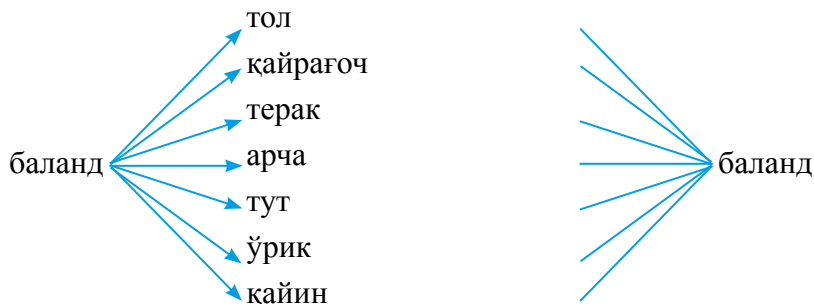 тол
қайрағоч
терак
баланд арча баланд
тут
ўрик
қайин